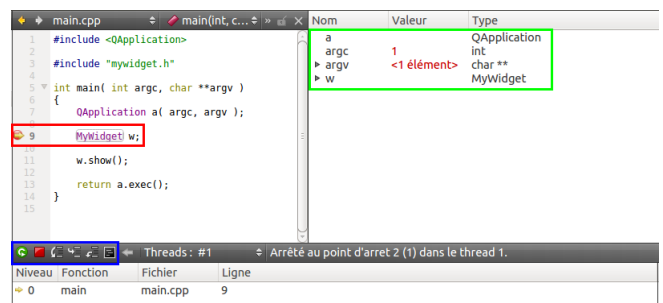 main.cpp main(int, c... » Nom Valeur Type
1 #include <QApplication> a QApplication
2 argc 1 int
3 #include "mywidget.h" argv <1 élément> char **
4 w MyWidget
5 int main( int argc, char **argv )
6 {
7 QApplication a( argc, argv );
8
9 MyWidget w;
10
11 w.show();
12
13 return a.exec();
14 }
15
Threads : #1 Arrêté au point d'arret 2 (1) dans le thread 1.
Niveau Fonction Fichier Ligne
0 main main.cpp 9